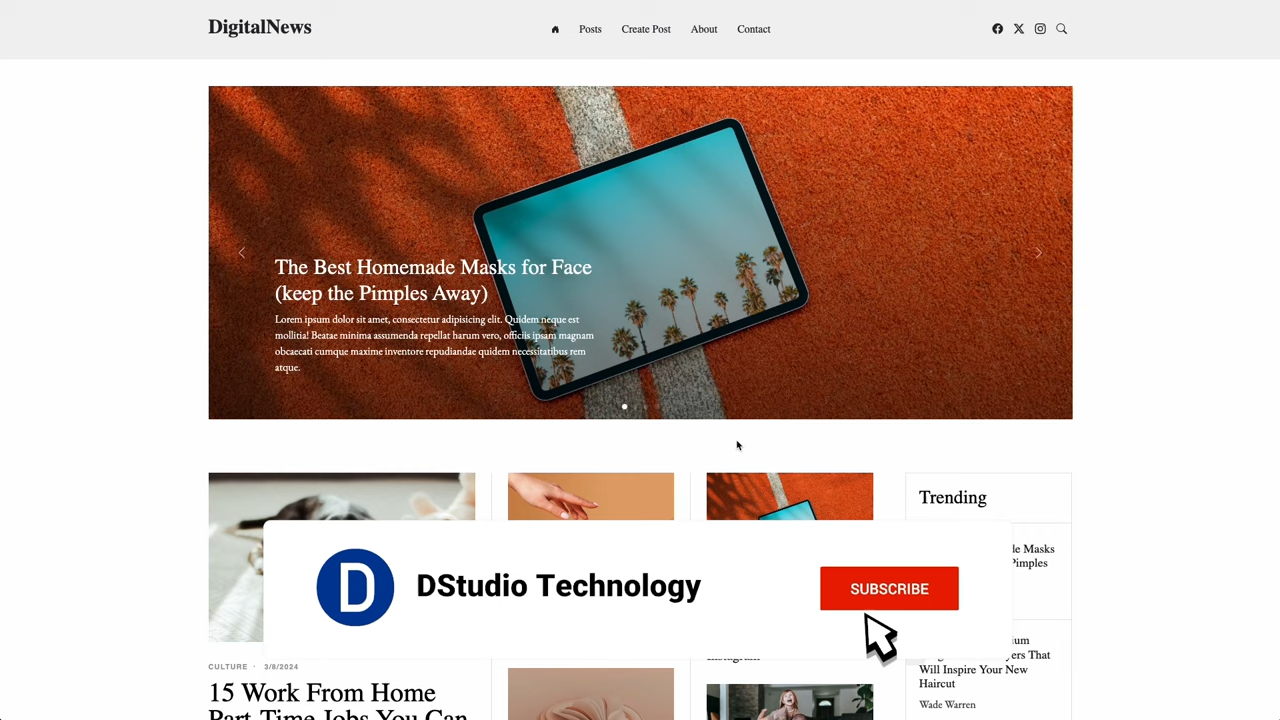 DigitalNews
Posts
Create Post
About
Contact
The Best Homemade Masks for Face
(keep the Pimples Away)
Lorem ipsum dolor sit amet, consectetur adipisicing elit. Quidem neque est
mollitia! Beatae minima assumenda repellat harum vero, officiis ipsam magnam
obcaecati cumque maxime inventore repudiandae quidem necessitatibus rem
atque.
Trending
Masks
Pimples
DStudio Technology
SUBSCRIBE
That
Will Inspire Your New
Haircut
Wade Warren
CULTURE · 3/8/2024
15 Work From Home
Part-Time Jobs You Can